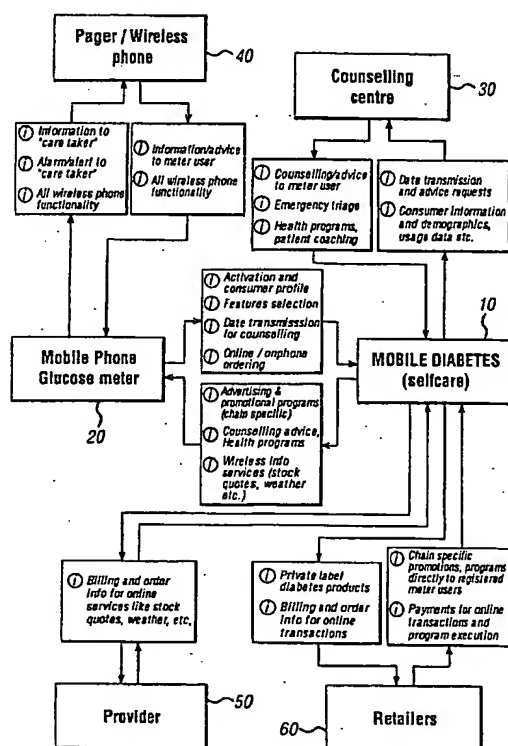 Pager / Wireless
phone
40
Counselling
centre
30
Information to
"care taker"
Alarm/alert to
"care taker"
All wireless phone
functionality
Information/advice
to meter user
All wireless phone
functionality
Counselling/advice
to meter user
Emergency triage
Health programs,
patient coaching
Data transmission
and advice requests
Consumer Information
and demographics,
usage data etc.
Activation and
consumer profile
Features selection
Date transmisssion
for counselling
Online / onphone
ordering
Mobile Phone
Glucose meter
20
10
MOBILE DIABETES
(selfcare)
Advertising &
promotional programs
(chain specific)
Counselling advice,
Health programs
Wireless Info
services (stock
quotes, weather
etc.)
Billing and order
Info for online
services like stock
quotes, weather, etc.
Private label
diabetes products
Billing and order
Info for online
transactions
Chain specific
promotions, programs
directly to registered
meter users
Payments for online
transactions and
program execution
Provider
50
60
Retailers